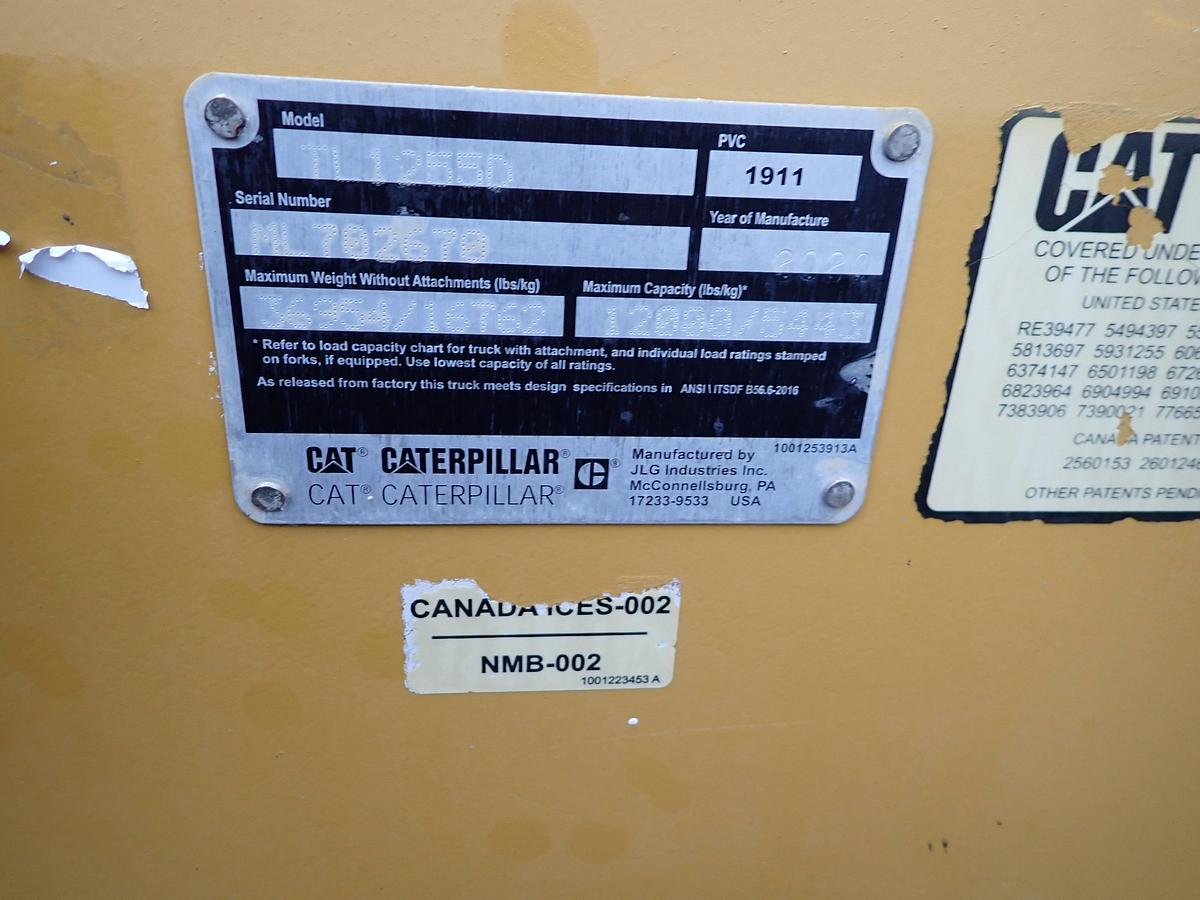 Model
TL1255D
PVC
1911
Serial Number
ML702670
Year of Manufacture
2020
Maximum Weight Without Attachments (lbs/kg)
Maximum Capacity (lbs/kg)*
36954/16762
12000/5443
* Refer to load capacity chart for truck with attachment, and individual load ratings stamped
on forks, if equipped. Use lowest capacity of all ratings.
As released from factory this truck meets design specifications in ANSI \ ITSDF B56.6-2016
CAT® CATERPILLAR®
CAT® CATERPILLAR®
1001253913A
Manufactured by
JLG Industries Inc.
McConnellsburg, PA
17233-9533 USA
CAT
COVERED UNDE
OF THE FOLLOW
UNITED STATE
RE39477 5494397
5813697 5931255
6374147 6501198
6823964 6904994
7383906 7390021
CANADA PATENT
2560153
OTHER PATENTS PEND
CANADA ICES-002
NMB-002
1001223453 A